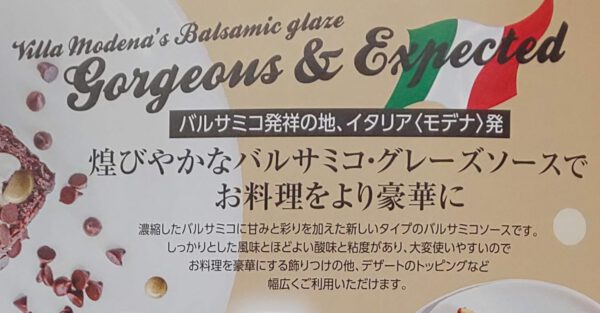 Villa Modena's Balsamic glaze
Gorgeous & Expected
バルサミコ発祥の地、イタリア〈モデナ〉発
煌びやかなバルサミコ・グレーズソースで
お料理をより豪華に
濃縮したバルサミコに甘みと彩りを加えた新しいタイプのバルサミコソースです。
しっかりとした風味とほどよい酸味と粘度があり、大変使いやすいので
お料理を豪華にする飾りつけの他、デザートのトッピングなど
幅広くご利用いただけます。